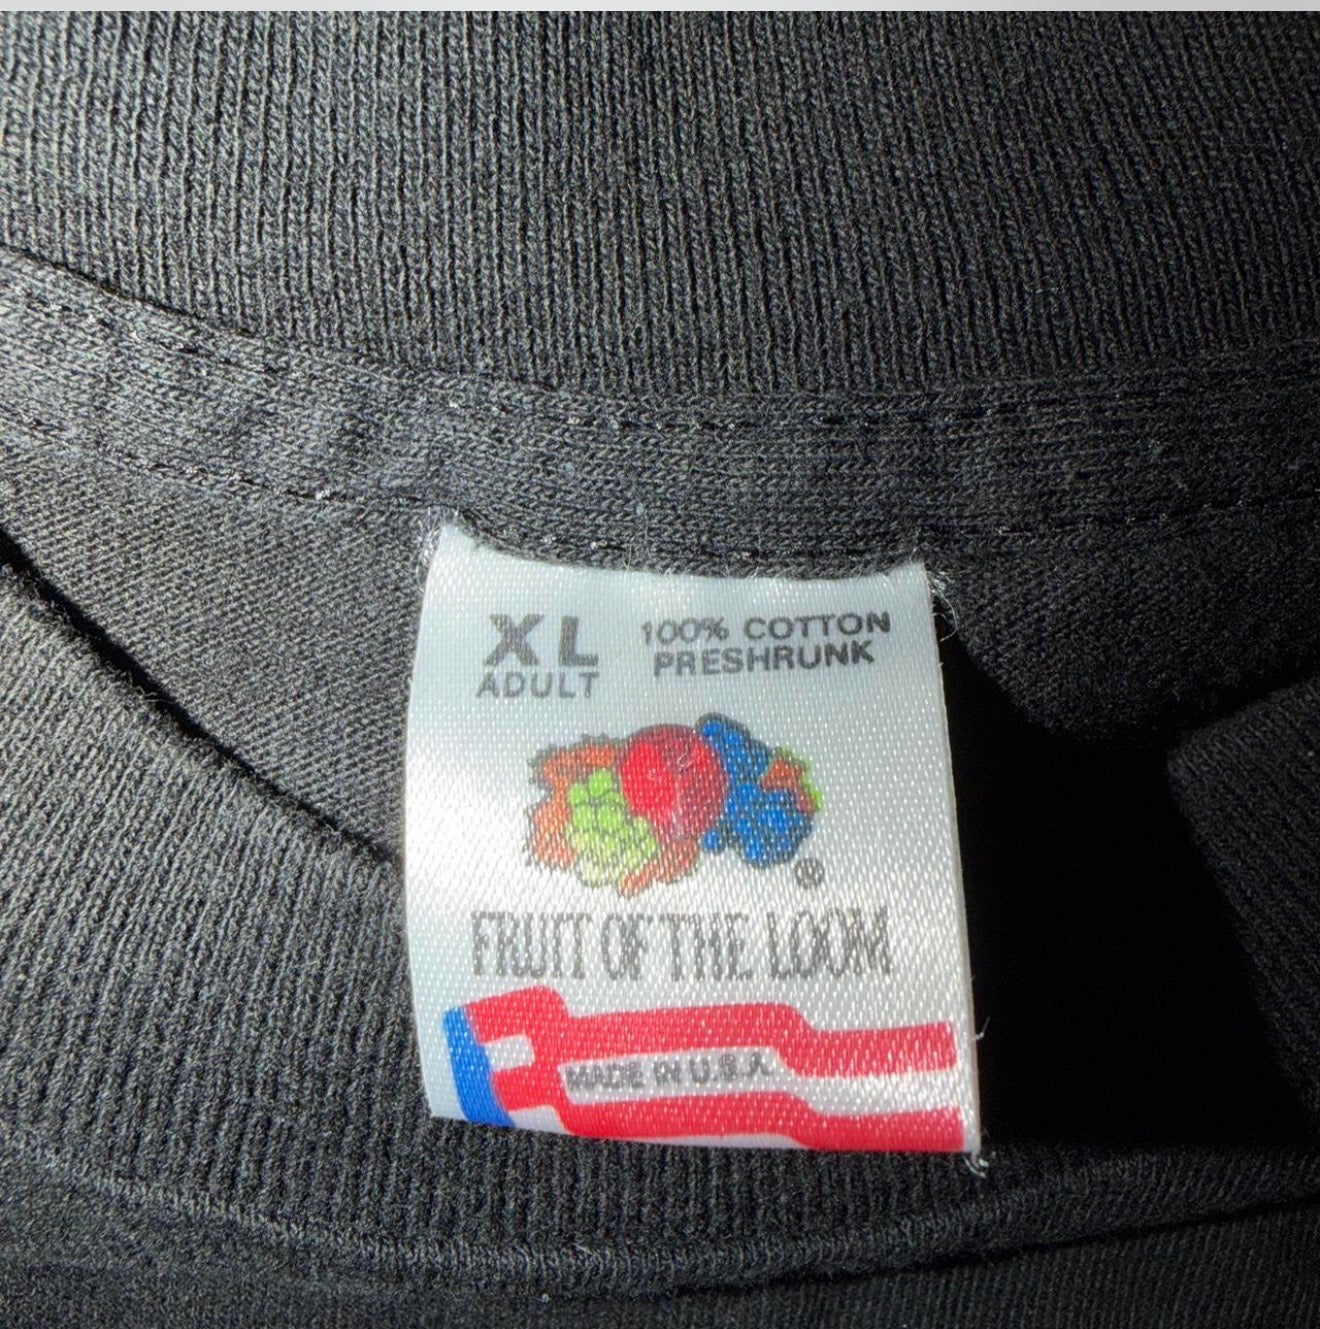 XL
ADULT
100% COTTON
PRESHRUNK
®
FRUIT OF THE LOOM
MADE IN U.S.A.